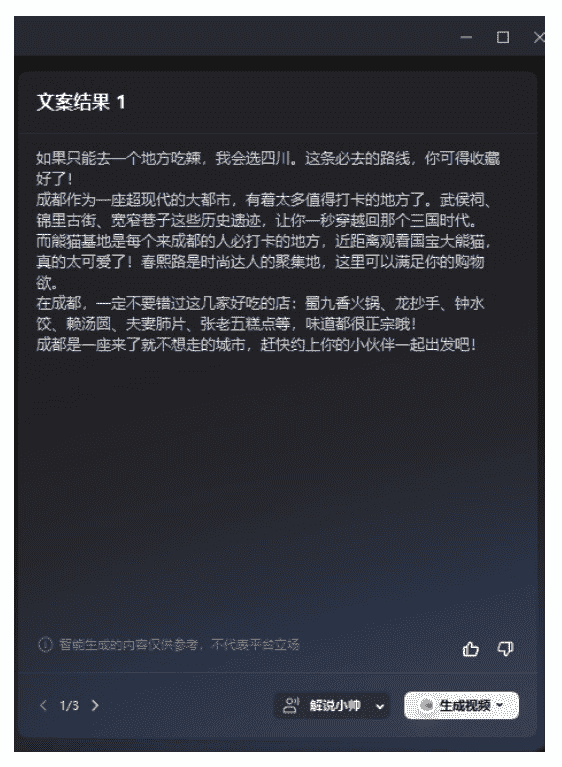 文案结果 1
如果只能去一个地方吃辣，我会选四川。这条必去的路线，你可得收藏
好了！
成都作为一座超现代的大都市，有着太多值得打卡的地方了。武侯祠、
锦里古街、宽窄巷子这些历史遗迹，让你一秒穿越回那个三国时代。
而熊猫基地是每个来成都的人必打卡的地方，近距离观看国宝大熊猫，
真的太可爱了！春熙路是时尚达人的聚集地，这里可以满足你的购物
欲。
在成都，一定不要错过这几家好吃的店：蜀九香火锅、龙抄手、钟水
饺、赖汤圆、夫妻肺片、张老五糕点等，味道都很正宗哦！
成都是一座来了就不想走的城市，赶快约上你的小伙伴一起出发吧！
智能生成的内容仅供参考，不代表平台立场
1/3
解说小帅
生成视频